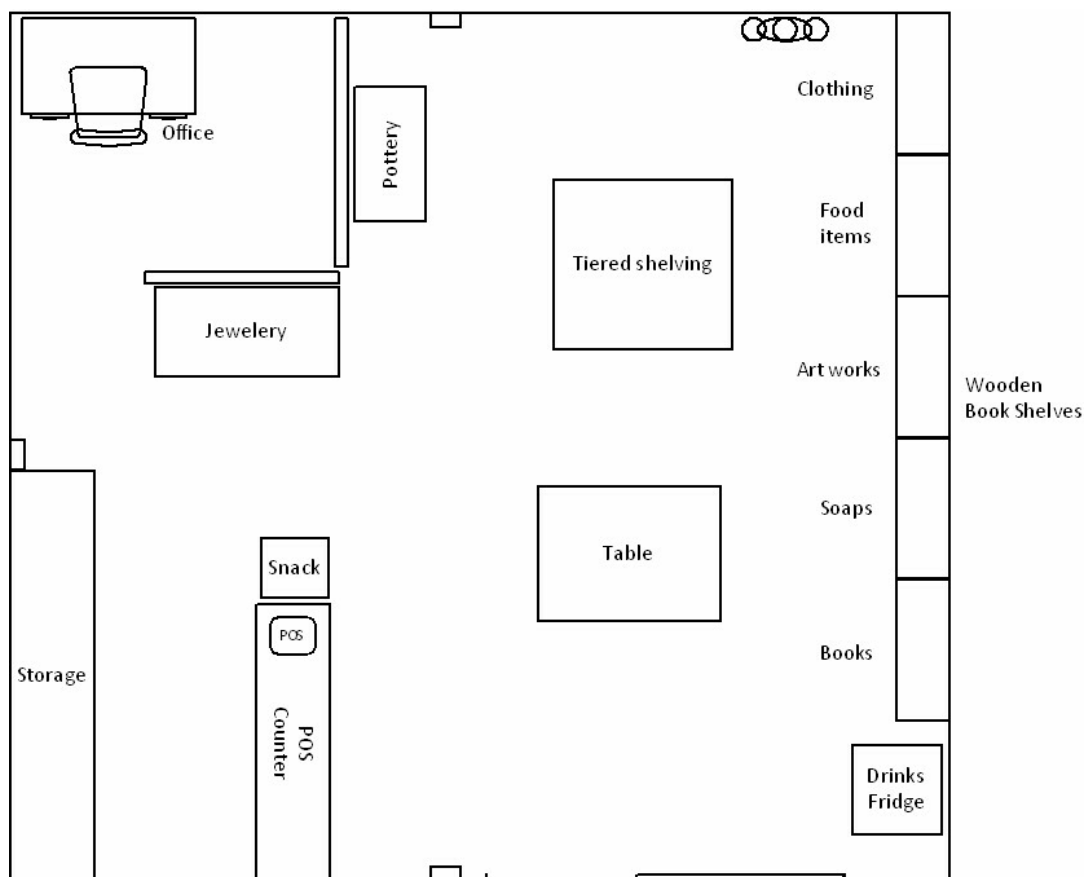 Clothing
Office
Pottery
Food
items
Tiered shelving
Jewelery
Art works
Wooden
Book Shelves
Soaps
Table
Snack
POS
Books
Storage
POS
Counter
Drinks
Fridge